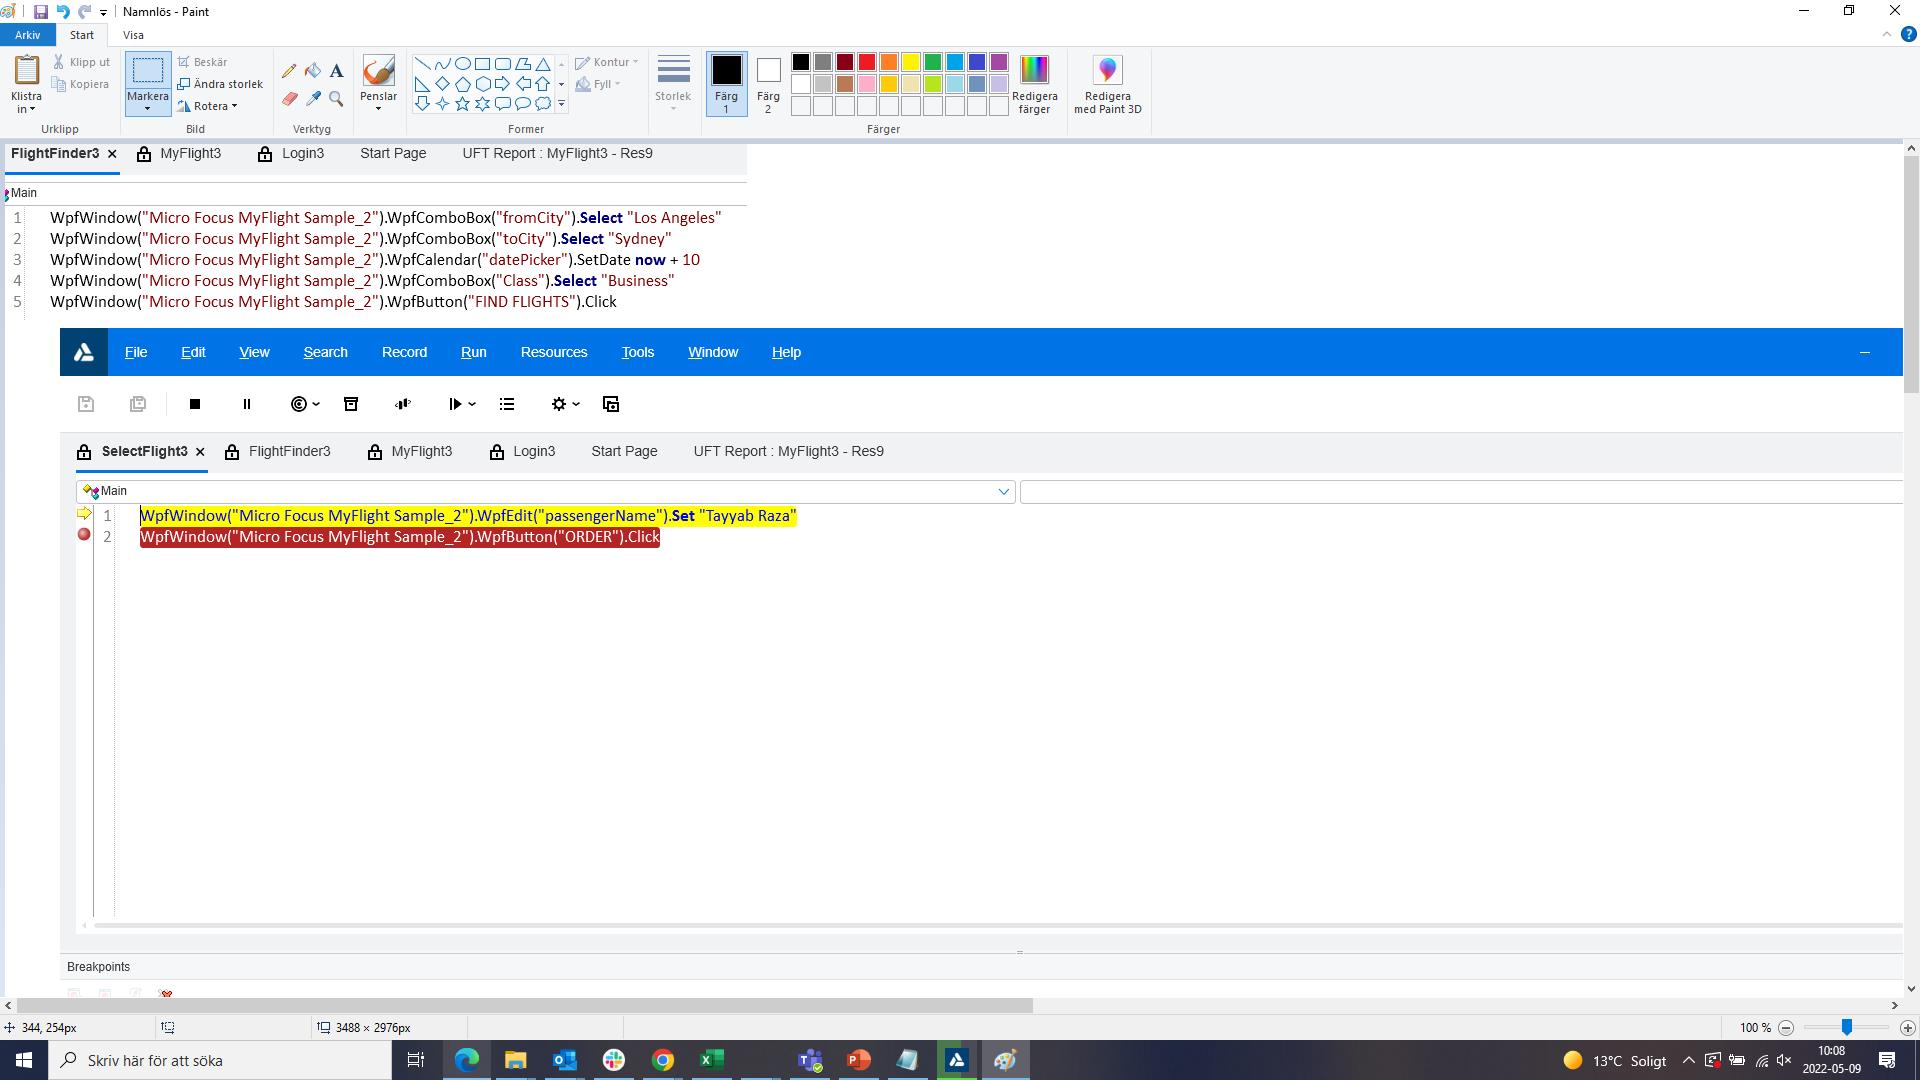 Namnlös - Paint
Arkiv Start Visa
Klistra in
Klipp ut
Kopiera
Urklipp
Markera
Beskär
Ändra storlek
Rotera
Bild
A
Verktyg
Penslar
Former
Kontur
Fyll
Storlek
Färg 1
Färg 2
Färger
Redigera färger
Redigera med Paint 3D
FlightFinder3 MyFlight3 Login3 Start Page UFT Report : MyFlight3 - Res9
Main
1 WpfWindow("Micro Focus MyFlight Sample_2").WpfComboBox("fromCity").Select "Los Angeles"
2 WpfWindow("Micro Focus MyFlight Sample_2").WpfComboBox("toCity").Select "Sydney"
3 WpfWindow("Micro Focus MyFlight Sample_2").WpfCalendar("datePicker").SetDate now + 10
4 WpfWindow("Micro Focus MyFlight Sample_2").WpfComboBox("Class").Select "Business"
5 WpfWindow("Micro Focus MyFlight Sample_2").WpfButton("FIND FLIGHTS").Click
File Edit View Search Record Run Resources Tools Window Help
SelectFlight3 FlightFinder3 MyFlight3 Login3 Start Page UFT Report : MyFlight3 - Res9
Main
1 WpfWindow("Micro Focus MyFlight Sample_2").WpfEdit("passengerName").Set "Tayyab Raza"
2 WpfWindow("Micro Focus MyFlight Sample_2").WpfButton("ORDER").Click
Breakpoints
344, 254px 3488 × 2976px 100 %
Skriv här för att söka
13°C Soligt
10:08
2022-05-09